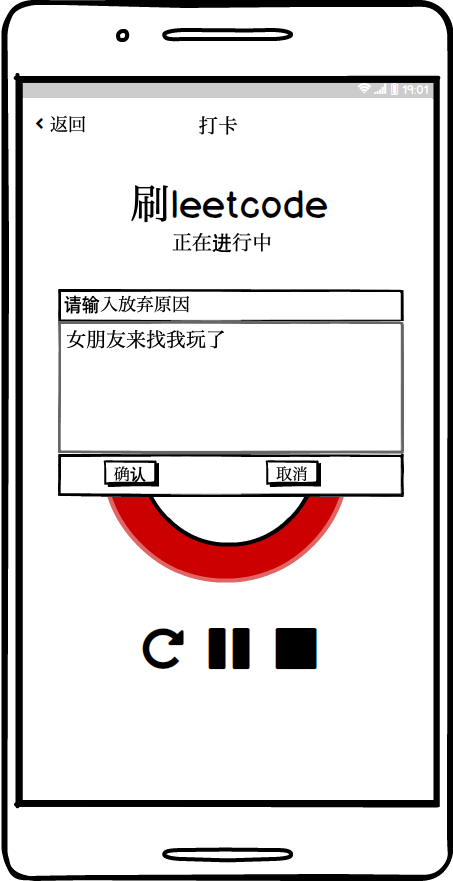 19:01
返回
打卡
刷leetcode
正在进行中
请输入放弃原因
女朋友来找我玩了
确认
取消